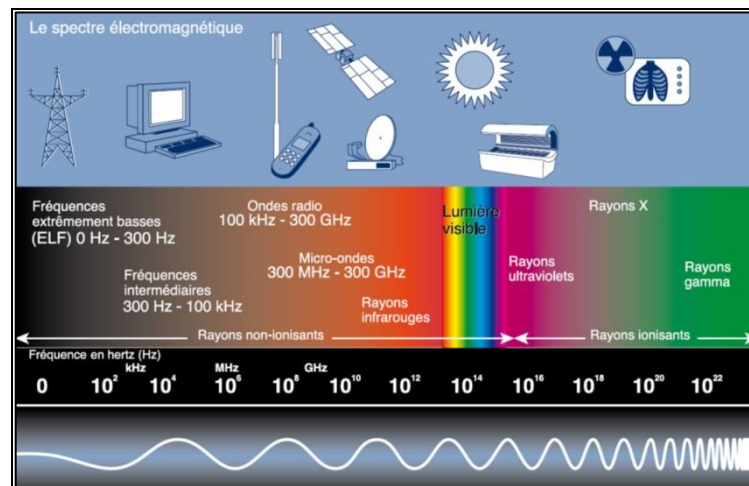 Le spectre électromagnétique
Fréquences
extrêmement basses
(ELF) 0 Hz - 300 Hz
Ondes radio
100 kHz - 300 GHz
Lumière
visible
Rayons X
Fréquences
intermédiaires
300 Hz - 100 kHz
Micro-ondes
300 MHz - 300 GHz
Rayons
infrarouges
Rayons
ultraviolets
Rayons
gamma
Rayons non-ionisants
Rayons ionisants
Fréquence en hertz (Hz)
kHz MHz GHz
0 10² 10⁴ 10⁶ 10⁸ 10¹⁰ 10¹² 10¹⁴ 10¹⁶ 10¹⁸ 10²⁰ 10²²